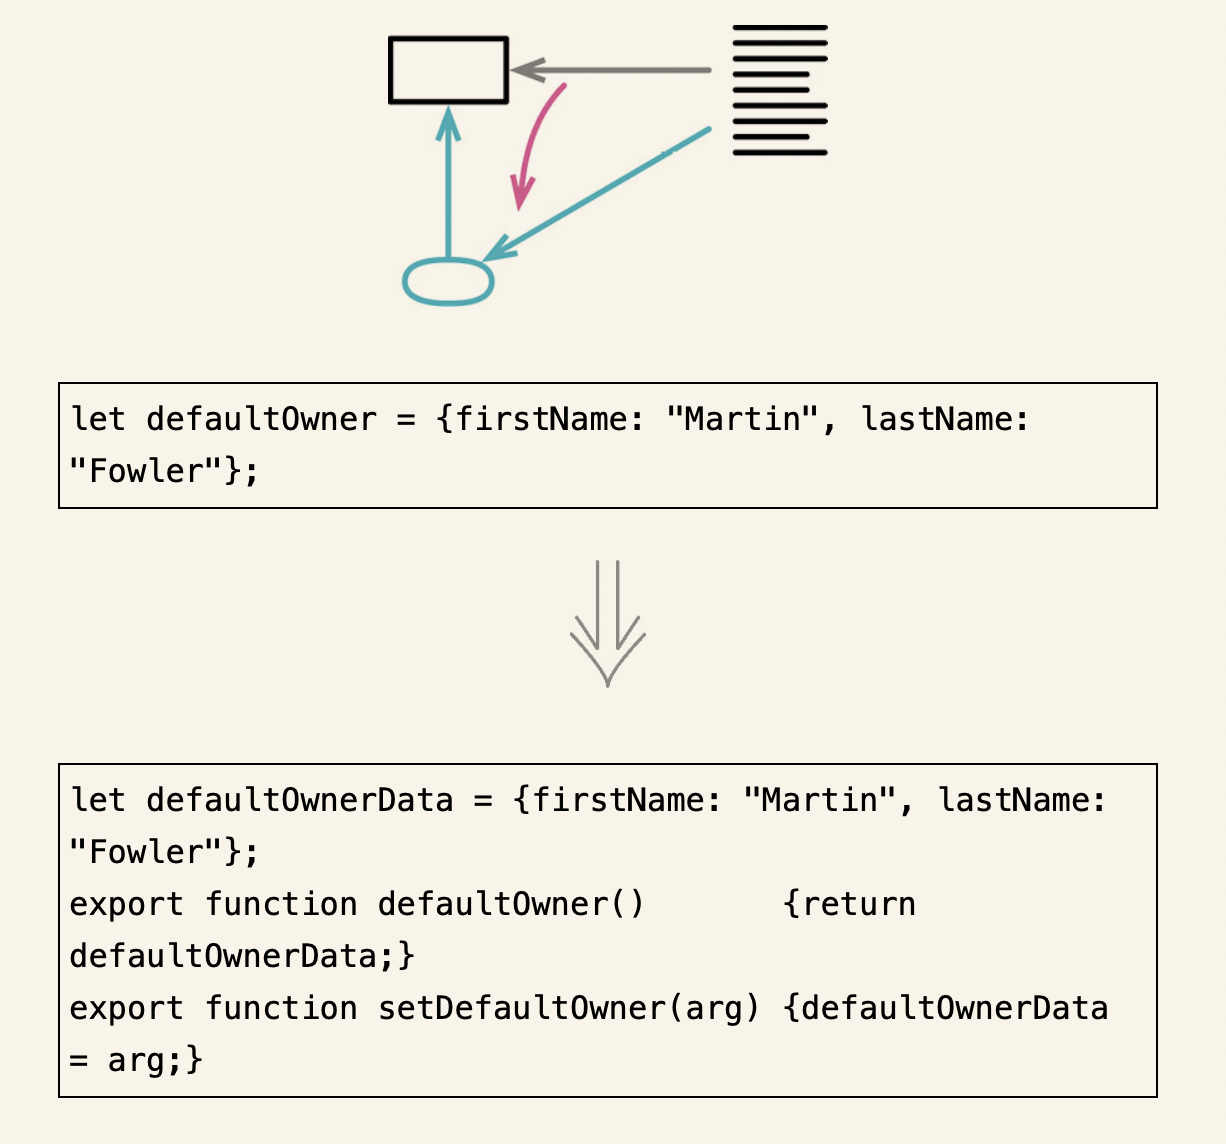 let defaultOwner = {firstName: "Martin", lastName:
"Fowler"};
let defaultOwnerData = {firstName: "Martin", lastName:
"Fowler"};
export function defaultOwner()       {return
defaultOwnerData;}
export function setDefaultOwner(arg) {defaultOwnerData
= arg;}